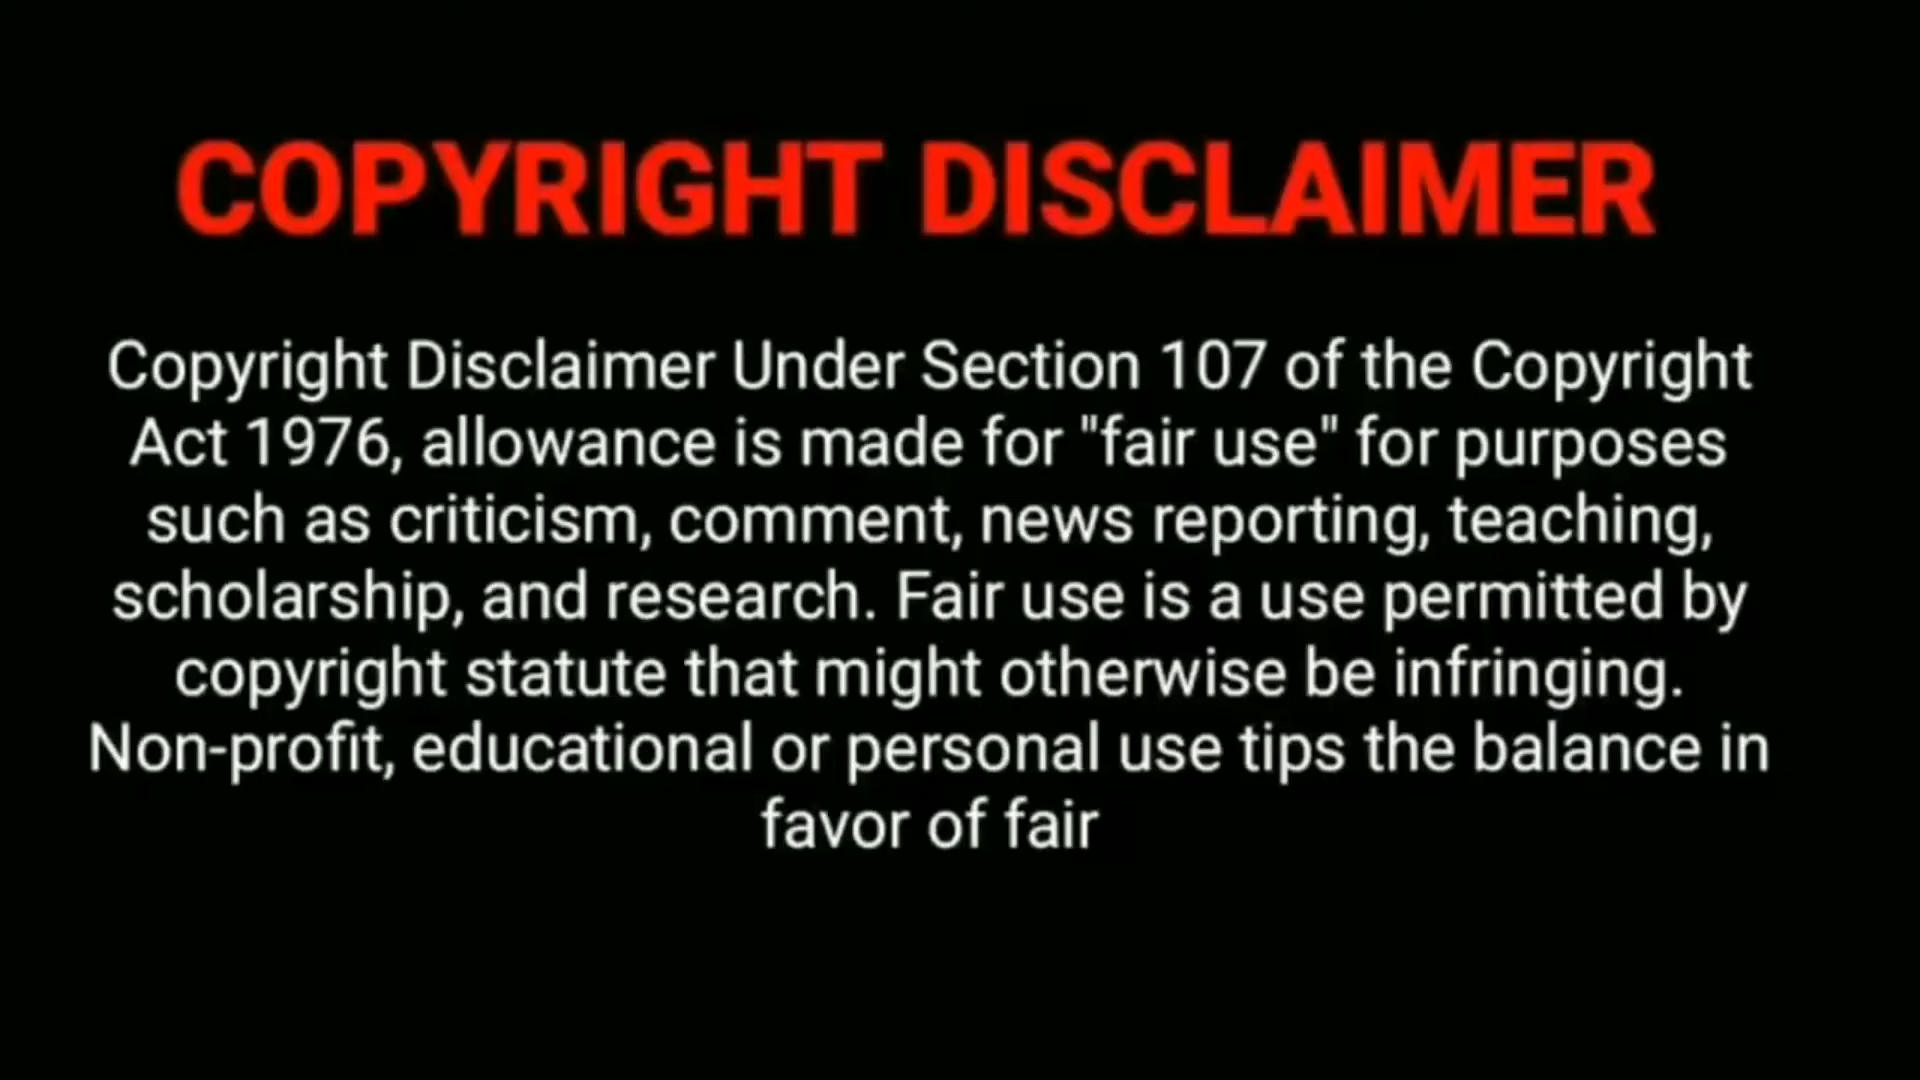 COPYRIGHT DISCLAIMER
Copyright Disclaimer Under Section 107 of the Copyright
Act 1976, allowance is made for "fair use" for purposes
such as criticism, comment, news reporting, teaching,
scholarship, and research. Fair use is a use permitted by
copyright statute that might otherwise be infringing.
Non-profit, educational or personal use tips the balance in
favor of fair